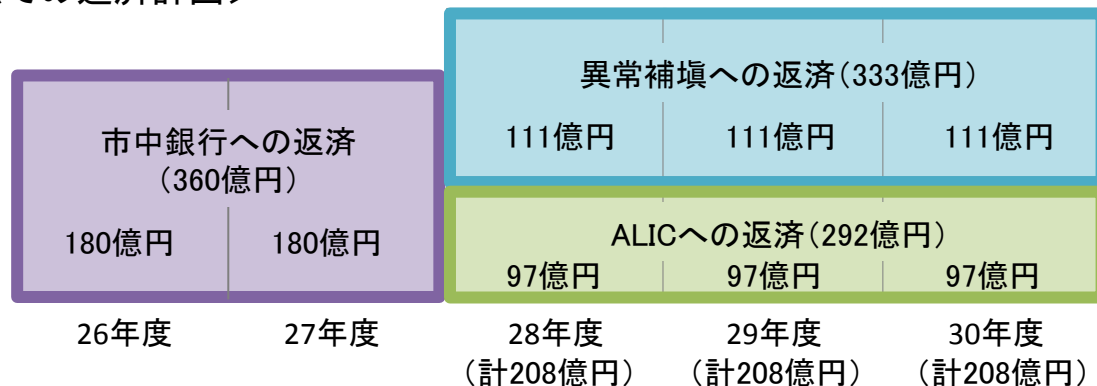 異常補塡への返済(333億円)
111億円 111億円 111億円
市中銀行への返済
(360億円)
180億円 180億円
ALICへの返済(292億円)
97億円 97億円 97億円
26年度 27年度 28年度 29年度 30年度
(計208億円) (計208億円) (計208億円)